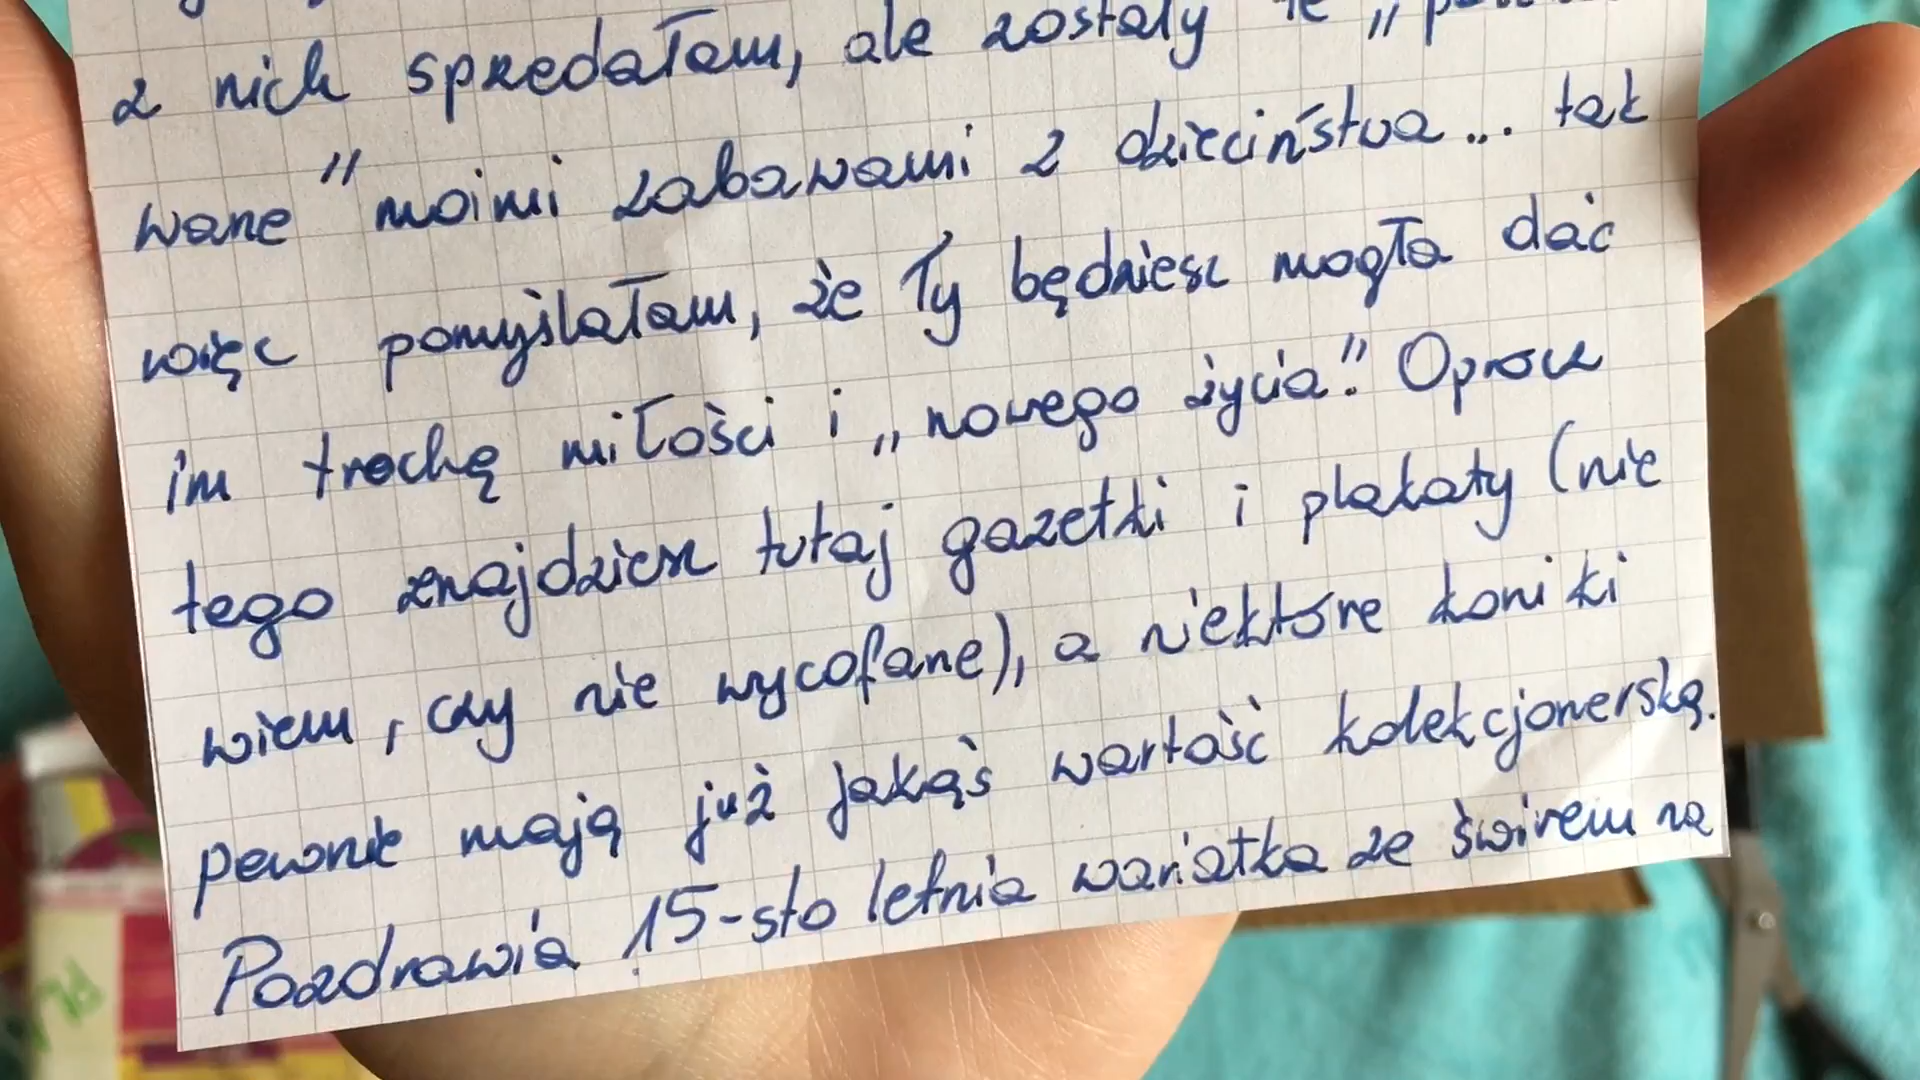 z nich sprzedałam, ale zostały te „
wane" moimi zabawami z dzieciństwa... tak
więc pomyślałam, że Ty będziesz mogła dać
im trochę miłości i „nowego życia". Oprócz
tego znajdziesz tutaj gazetki i plakaty (nie
wiem, czy nie wycofane), a niektóre koniki
pewnie mają już jakąś wartość kolekcjonerską.
Pozdrawia 15-sto letnia wariatka ze świrem na